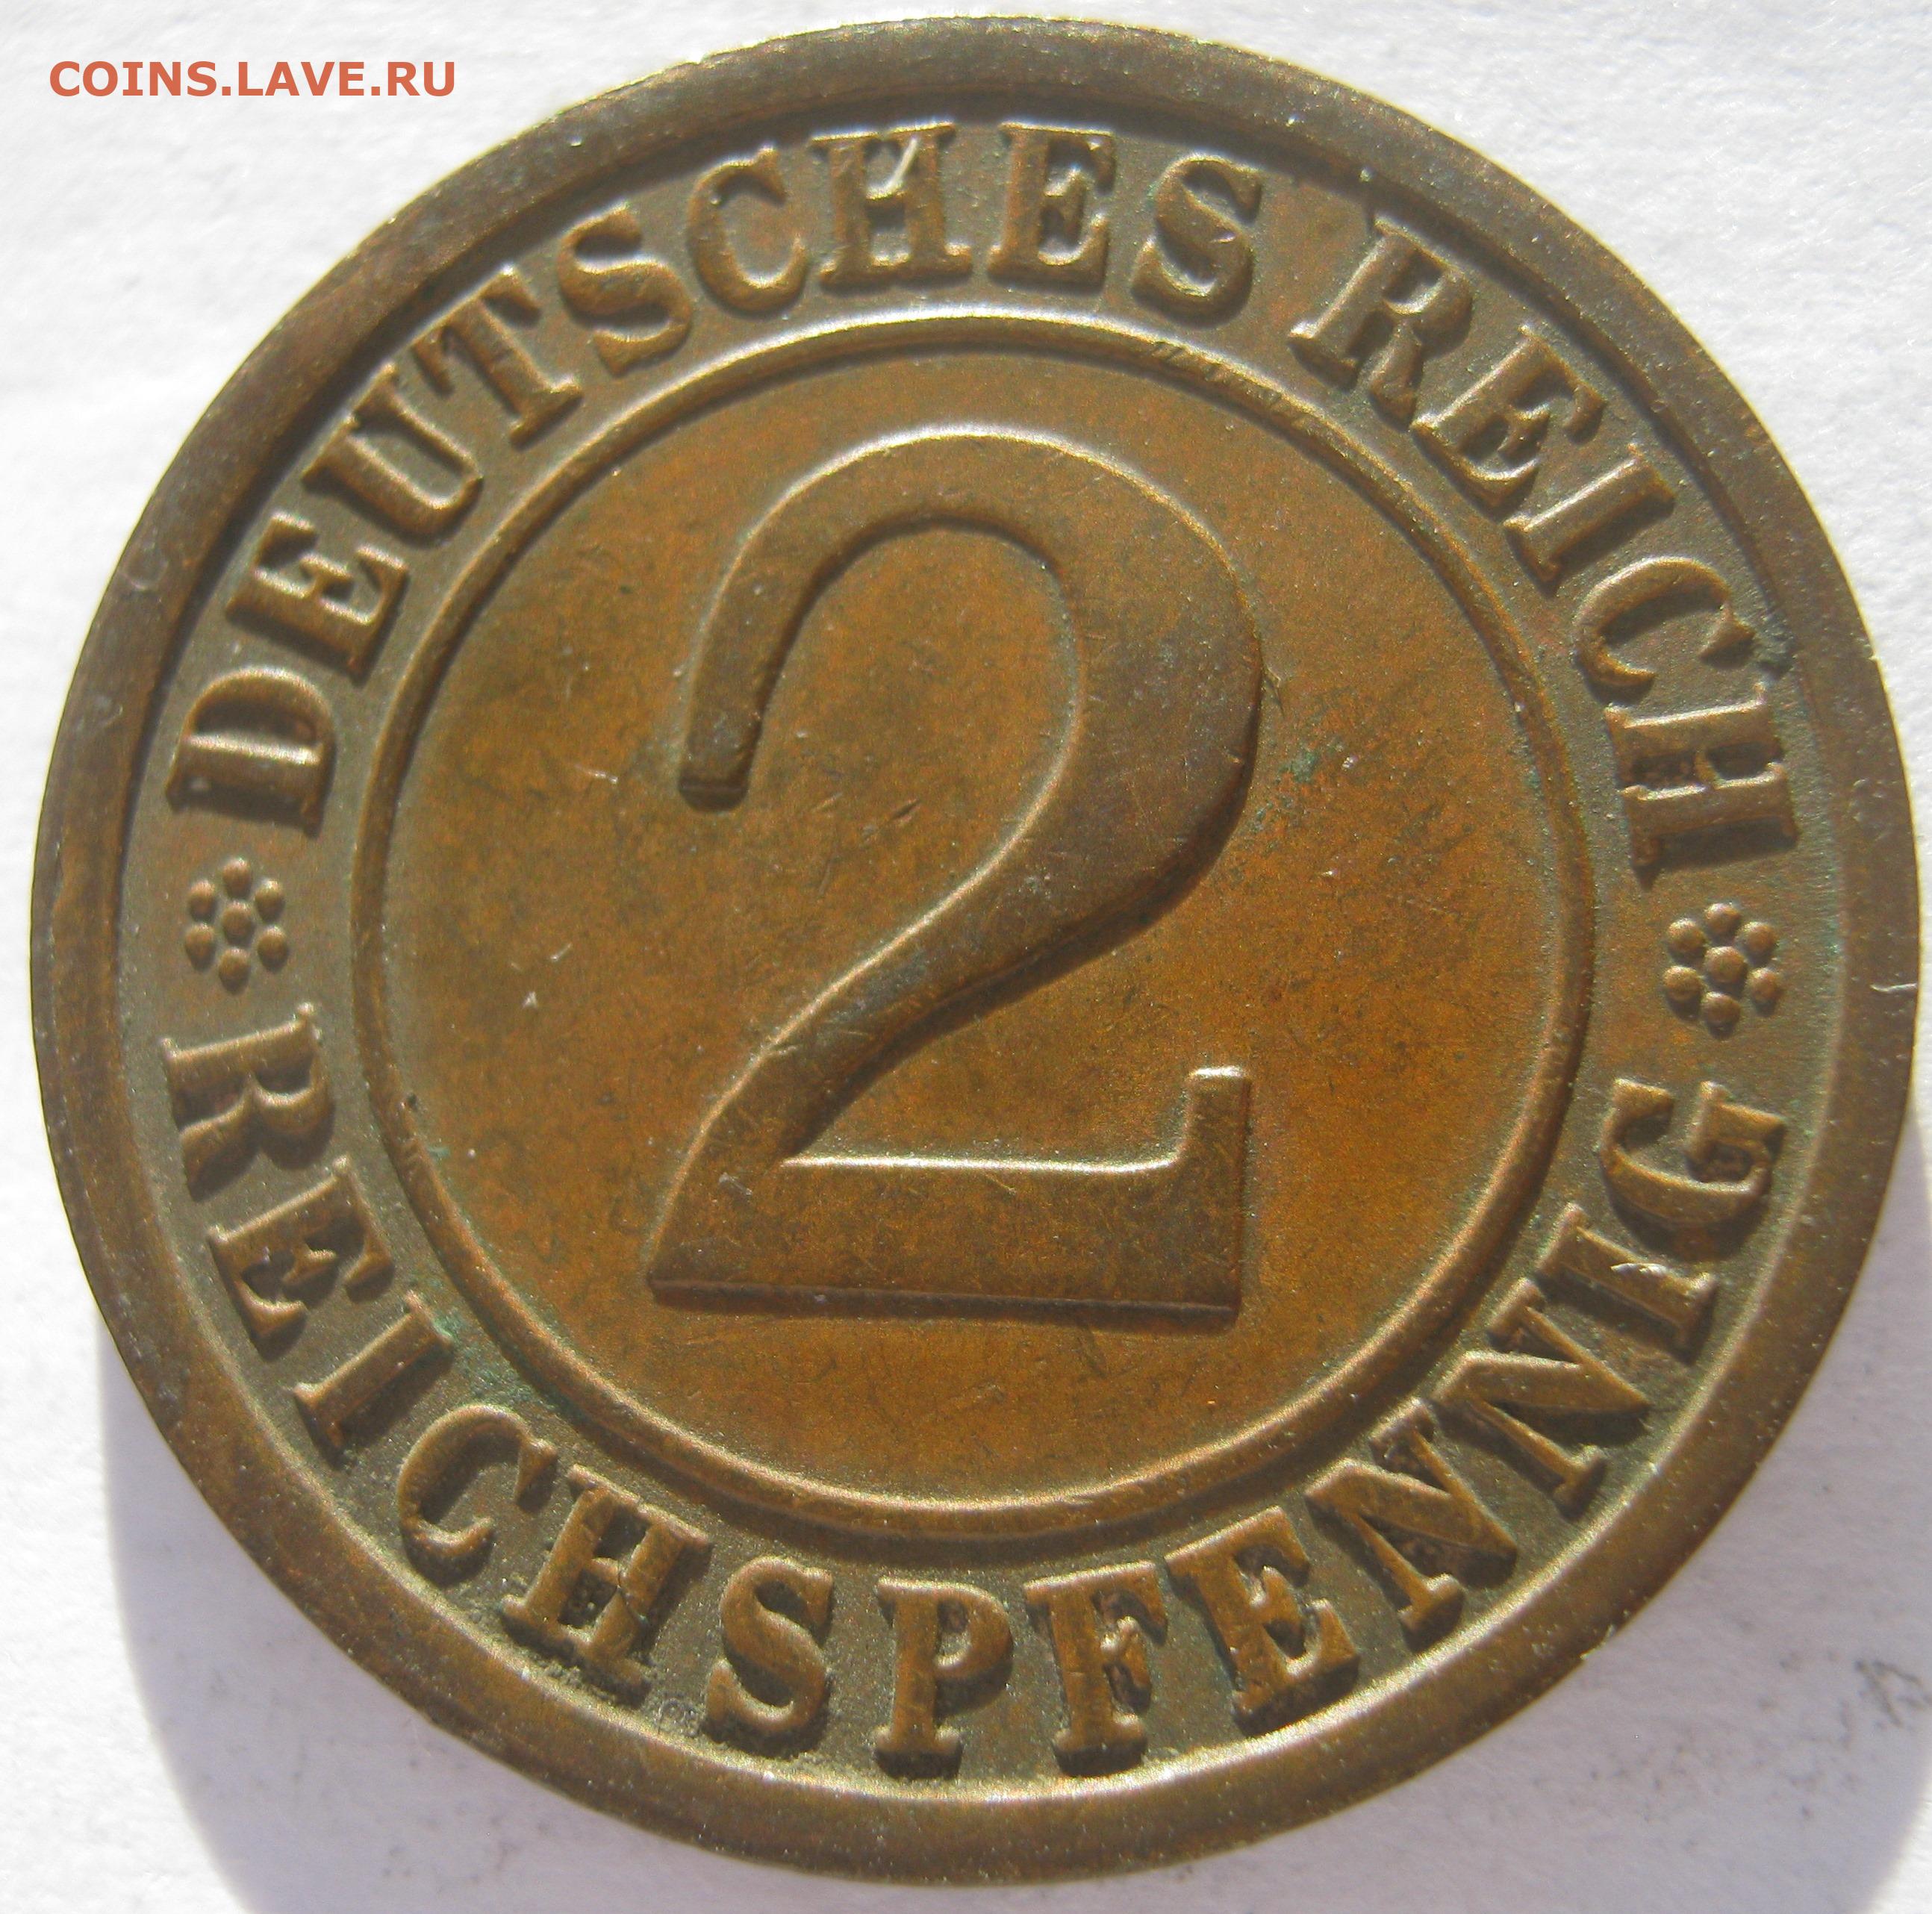 COINS.LAVE.RU
DEUTSCHES REICH
2
REICHSPFENNIG